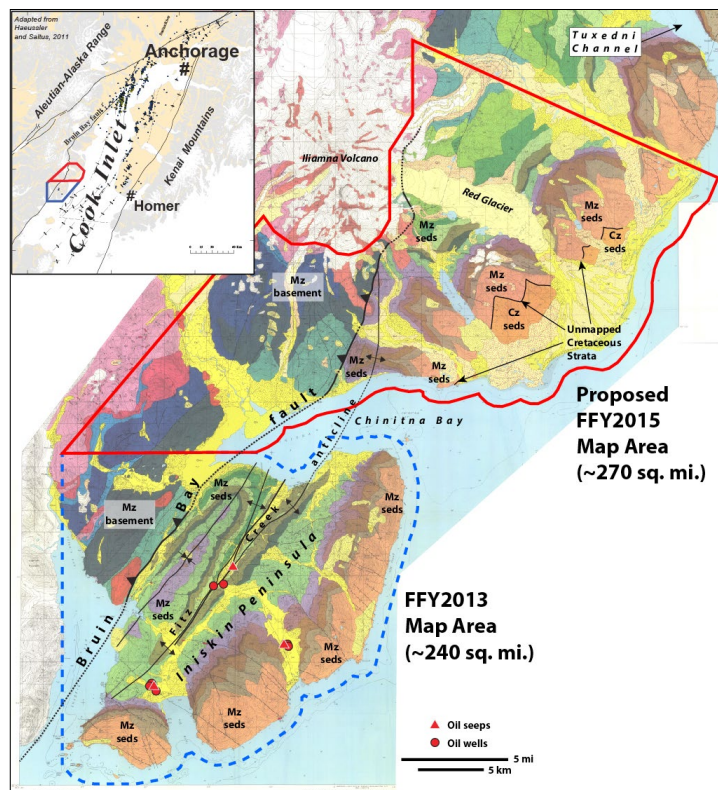 Adapted from
Haeussler
and Saltus, 2011
Anchorage
#
Aleutian-Alaska Range
Bruin Bay fault
Cook Inlet
Kenai Mountains
#
Homer
Tuxedni
Channel
Iliamna Volcano
Red Glacier
Mz
seds
Mz
seds
Cz
seds
Mz
basement
Mz
seds
Cz
seds
Unmapped
Cretaceous
Strata
Mz
seds
Mz
seds
Proposed
FFY2015
Map Area
(~270 sq. mi.)
Chinitna Bay
Bruin Bay fault
Fitz Creek anticline
Mz
seds
Mz
seds
Mz
basement
Iniskin Peninsula
FFY2013
Map Area
(~240 sq. mi.)
Mz
seds
Mz
seds
Mz
seds
Mz
seds
Oil seeps
Oil wells
5 mi
5 km